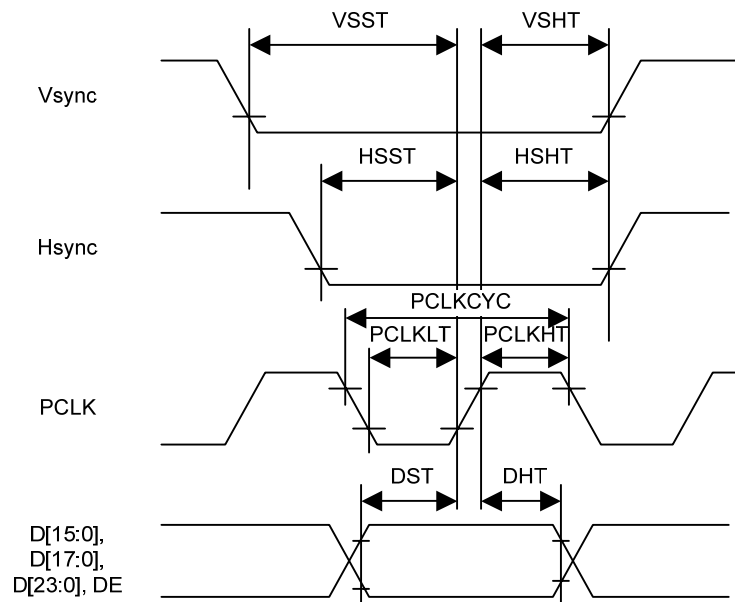 VSST VSHT
Vsync
HSST HSHT
Hsync
PCLKCYC
PCLKLT PCLKHT
PCLK
DST DHT
D[15:0],
D[17:0],
D[23:0], DE